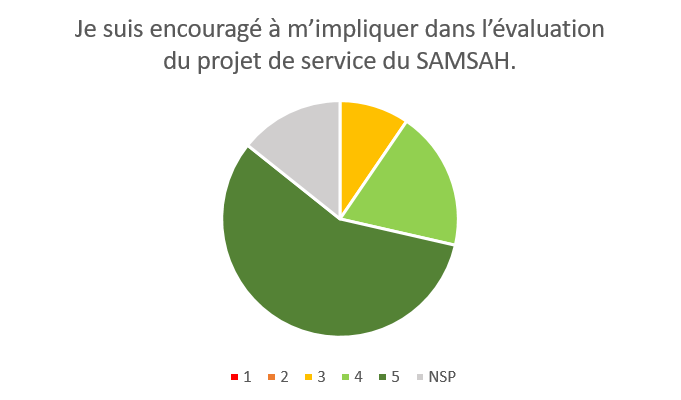 Je suis encouragé à m’impliquer dans l’évaluation
du projet de service du SAMSAH.
1 2 3 4 5 NSP